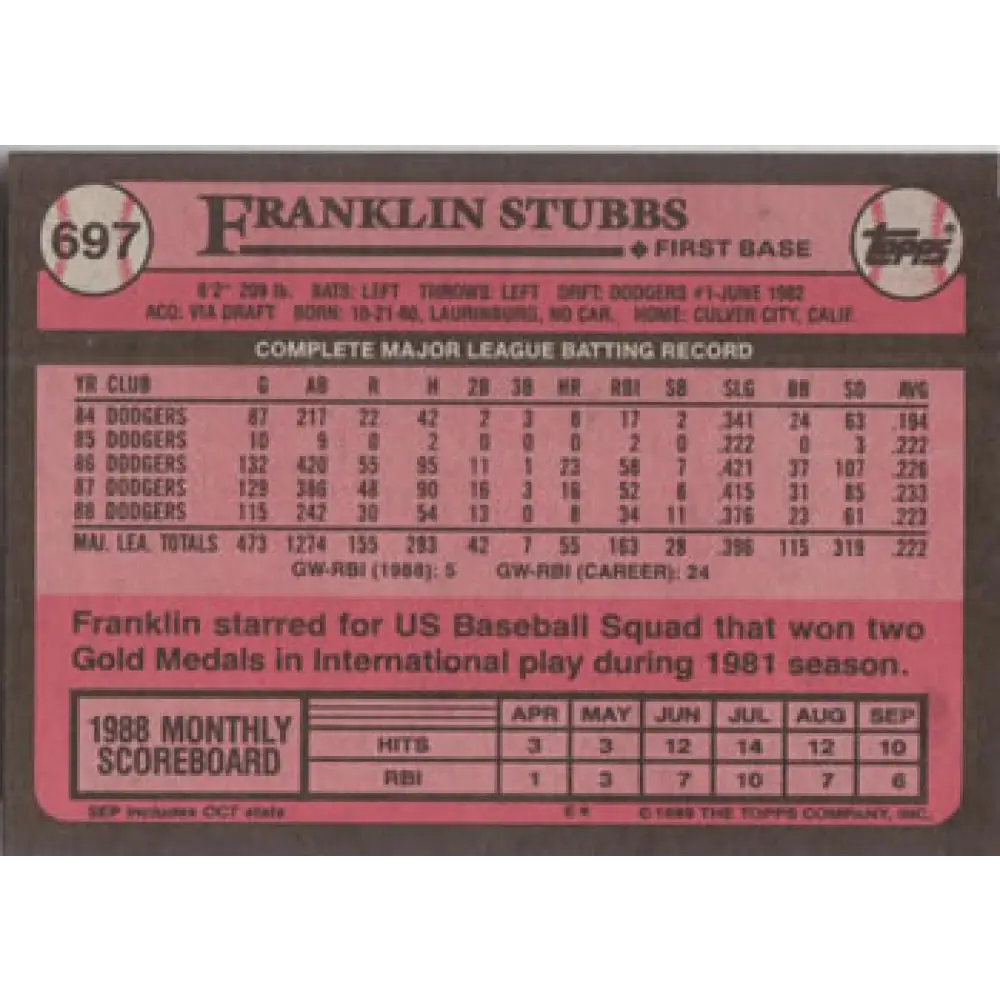 697
FRANKLIN STUBBS
FIRST BASE
TOPPS®
6'2" 209 lb. BATS: LEFT THROWS: LEFT DRFT: DODGERS #1-JUNE 1982
ACQ: VIA DRAFT BORN: 10-21-60, LAURINBURG, NO CAR. HOME: CULVER CITY, CALIF.
COMPLETE MAJOR LEAGUE BATTING RECORD
YR CLUB G AB R H 2B 3B HR RBI SB SLG BB SO AVG
84 DODGERS 87 217 22 42 2 3 8 17 2 .341 24 63 .194
85 DODGERS 10 9 0 2 0 0 0 2 0 .222 0 3 .222
86 DODGERS 132 420 55 95 11 1 23 58 7 .421 37 107 .226
87 DODGERS 129 386 48 90 16 3 16 52 8 .415 31 85 .233
88 DODGERS 115 242 30 54 13 0 8 34 11 .376 23 61 .223
MAJ. LEA. TOTALS 473 1274 155 283 42 7 55 163 28 .396 115 319 .222
GW-RBI (1988): 5 GW-RBI (CAREER): 24
Franklin starred for US Baseball Squad that won two
Gold Medals in International play during 1981 season.
1988 MONTHLY
SCOREBOARD
APR MAY JUN JUL AUG SEP
HITS 3 3 12 14 12 10
RBI 1 3 7 10 7 6
SEP includes OCT stats
© 1989 THE TOPPS COMPANY, INC.